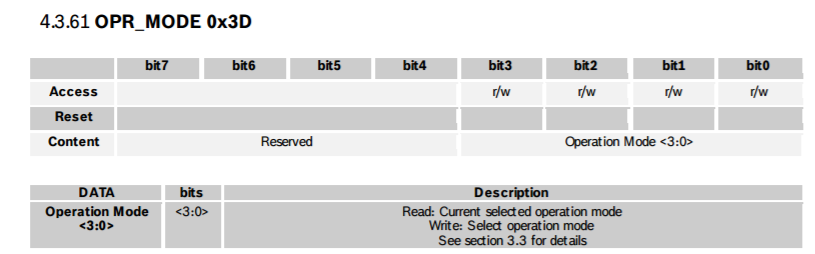 4.3.61 OPR_MODE 0x3D
bit7 bit6 bit5 bit4 bit3 bit2 bit1 bit0
Access r/w r/w r/w r/w
Reset
Content Reserved Operation Mode <3:0>
DATA bits Description
Operation Mode <3:0> Read: Current selected operation mode
<3:0> Write: Select operation mode
See section 3.3 for details